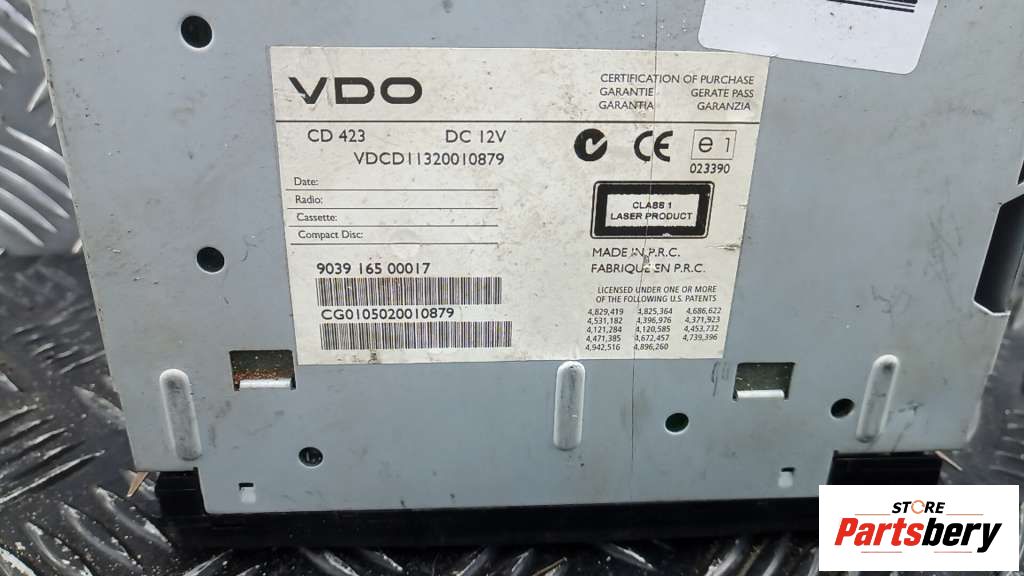 VDO
CERTIFICATION OF PURCHASE
GARANTIE GERATE PASS
GARANTIA GARANZIA
CD 423 DC 12V
VDCD11320010879
CE
e1
023390
Date:
Radio:
Cassette:
Compact Disc:
CLASS 1
LASER PRODUCT
MADE IN P.R.C.
FABRIQUE EN P.R.C.
9039 165 00017
CG0105020010879
LICENSED UNDER ONE OR MORE
OF THE FOLLOWING U.S. PATENTS
4,829,419 4,825,364 4,686,622
4,531,182 4,396,976 4,371,923
4,121,284 4,120,585 4,453,732
4,471,385 4,672,457 4,739,396
4,942,516 4,896,260
STORE
Partsbery